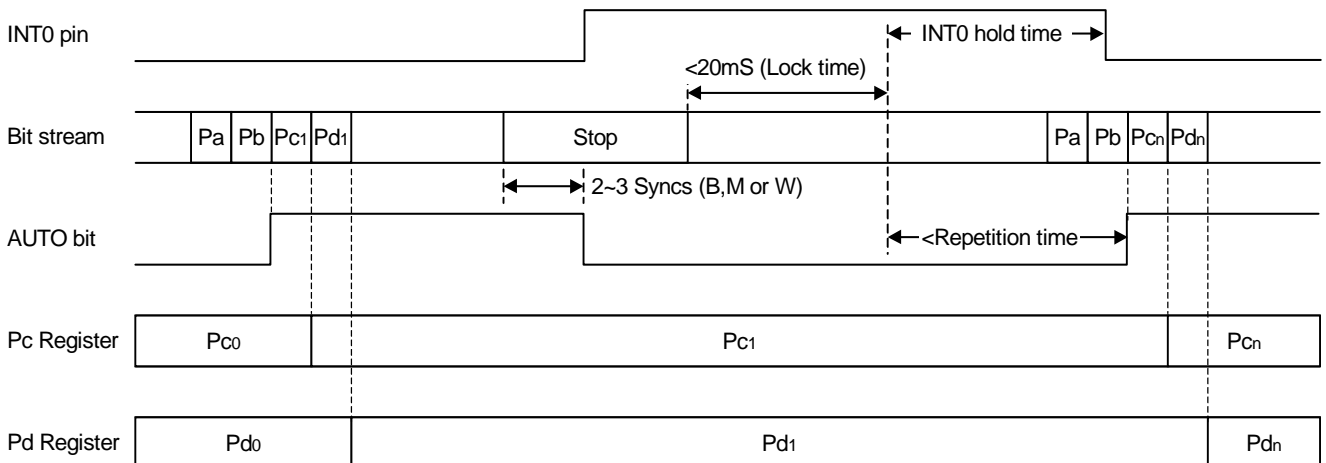 INT0 pin
INT0 hold time
<20mS (Lock time)
Bit stream
Pa Pb Pc1 Pd1 Stop Pa Pb Pcn Pdn
2~3 Syncs (B,M or W)
AUTO bit
<Repetition time
Pc Register Pc0 Pc1 Pcn
Pd Register Pd0 Pd1 Pdn